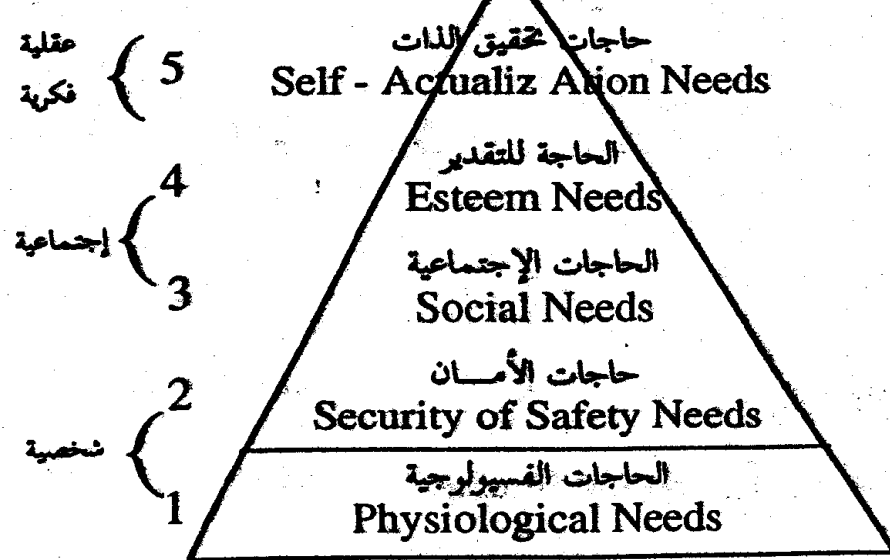 عقلية
فكرية
5
حاجات تحقيق الذات
Self - Actualiz Ation Needs
4
الحاجة للتقدير
Esteem Needs
إجتماعية
3
الحاجات الإجتماعية
Social Needs
2
حاجات الأمـــان
Security of Safety Needs
شخصية
1
الحاجات الفسيولوجية
Physiological Needs